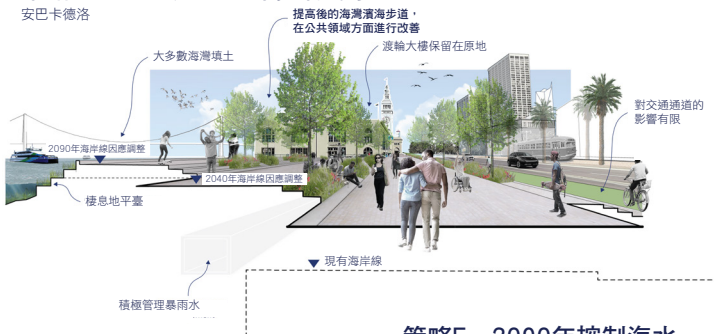 安巴卡德洛
提高後的海灣濱海步道，
在公共領域方面進行改善
大多數海灣填土
渡輪大樓保留在原地
對交通通道的
影響有限
2090年海岸線因應調整
2040年海岸線因應調整
棲息地平臺
現有海岸線
積極管理暴雨水